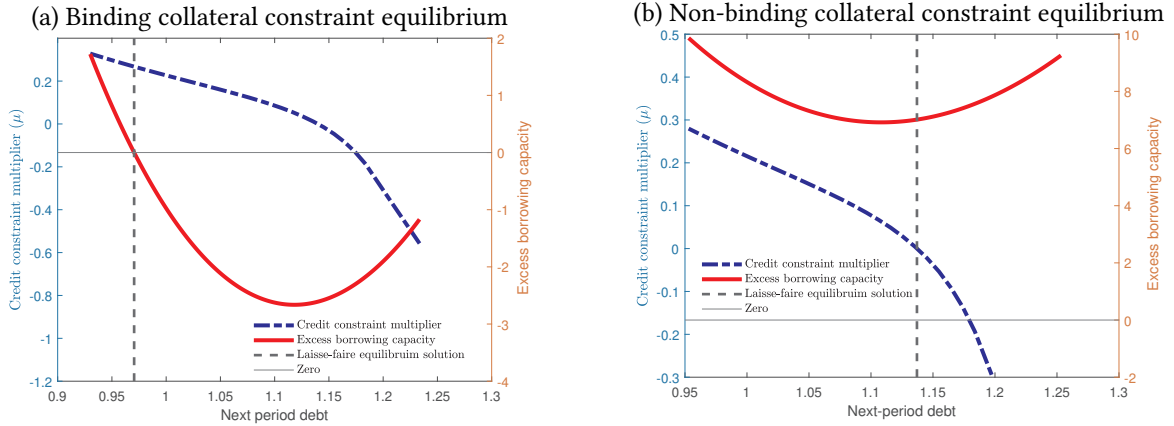 (a) Binding collateral constraint equilibrium
Credit constraint multiplier (μ)
0.2
0
-0.2
-0.4
-0.6
-0.8
-1
-1.2
2
1
0
-1
-2
-3
-4
Excess borrowing capacity
Credit constraint multiplier
Excess borrowing capacity
Laisse-faire equilibruim solution
Zero
0.9 0.95 1 1.05 1.1 1.15 1.2 1.25 1.3
Next period debt
(b) Non-binding collateral constraint equilibrium
Credit constraint multiplier (μ)
0.5
0.4
0.3
0.2
0.1
0
-0.1
-0.2
-0.3
10
8
6
4
2
0
-2
Excess borrowing capacity
Credit constraint multiplier
Excess borrowing capacity
Laisse-faire equilibruim solution
Zero
0.95 1 1.05 1.1 1.15 1.2 1.25 1.3
Next-period debt